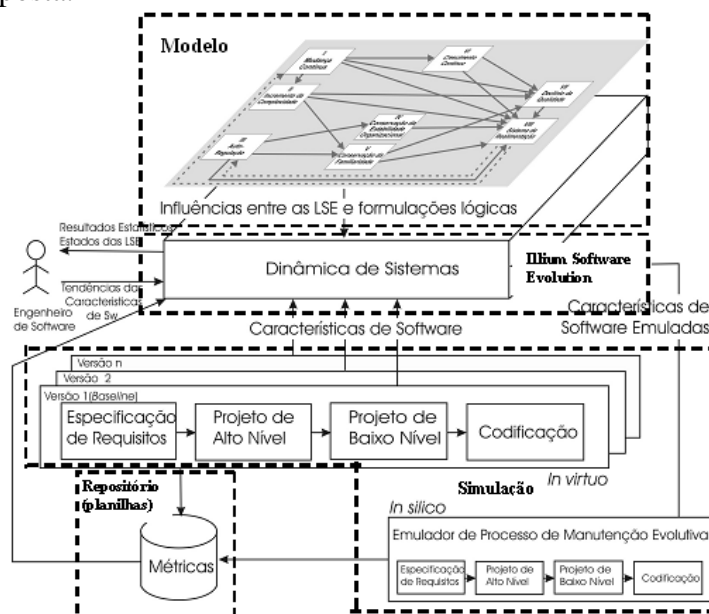 Modelo
I
Mudança
Contínua
VI
Crescimento
Contínuo
II
Incremento de
Complexidade
VII
Declínio de
Qualidade
IV
Conservação de
Estabilidade
Organizacional
VIII
Sistema de
Realimentação
III
Auto-
Regulação
V
Conservação de
Familiaridade
Influências entre as LSE e formulações lógicas
Resultados Estatísticos
Estados das LSE
Dinâmica de Sistemas
Illium Software
Evolution
Tendências das
Características
de Sw
Engenheiro
de Software
Características de Software
Características de
Software Emuladas
Versão n
Versão 2
Versão 1(Baseline)
Especificação
de Requisitos
Projeto de
Alto Nível
Projeto de
Baixo Nível
Codificação
In virtuo
Repositório
(planilhas)
Simulação
In silico
Emulador de Processo de Manutenção Evolutiva
Métricas
Especificação
de Requisitos
Projeto de
Alto Nível
Projeto de
Baixo Nível
Codificação